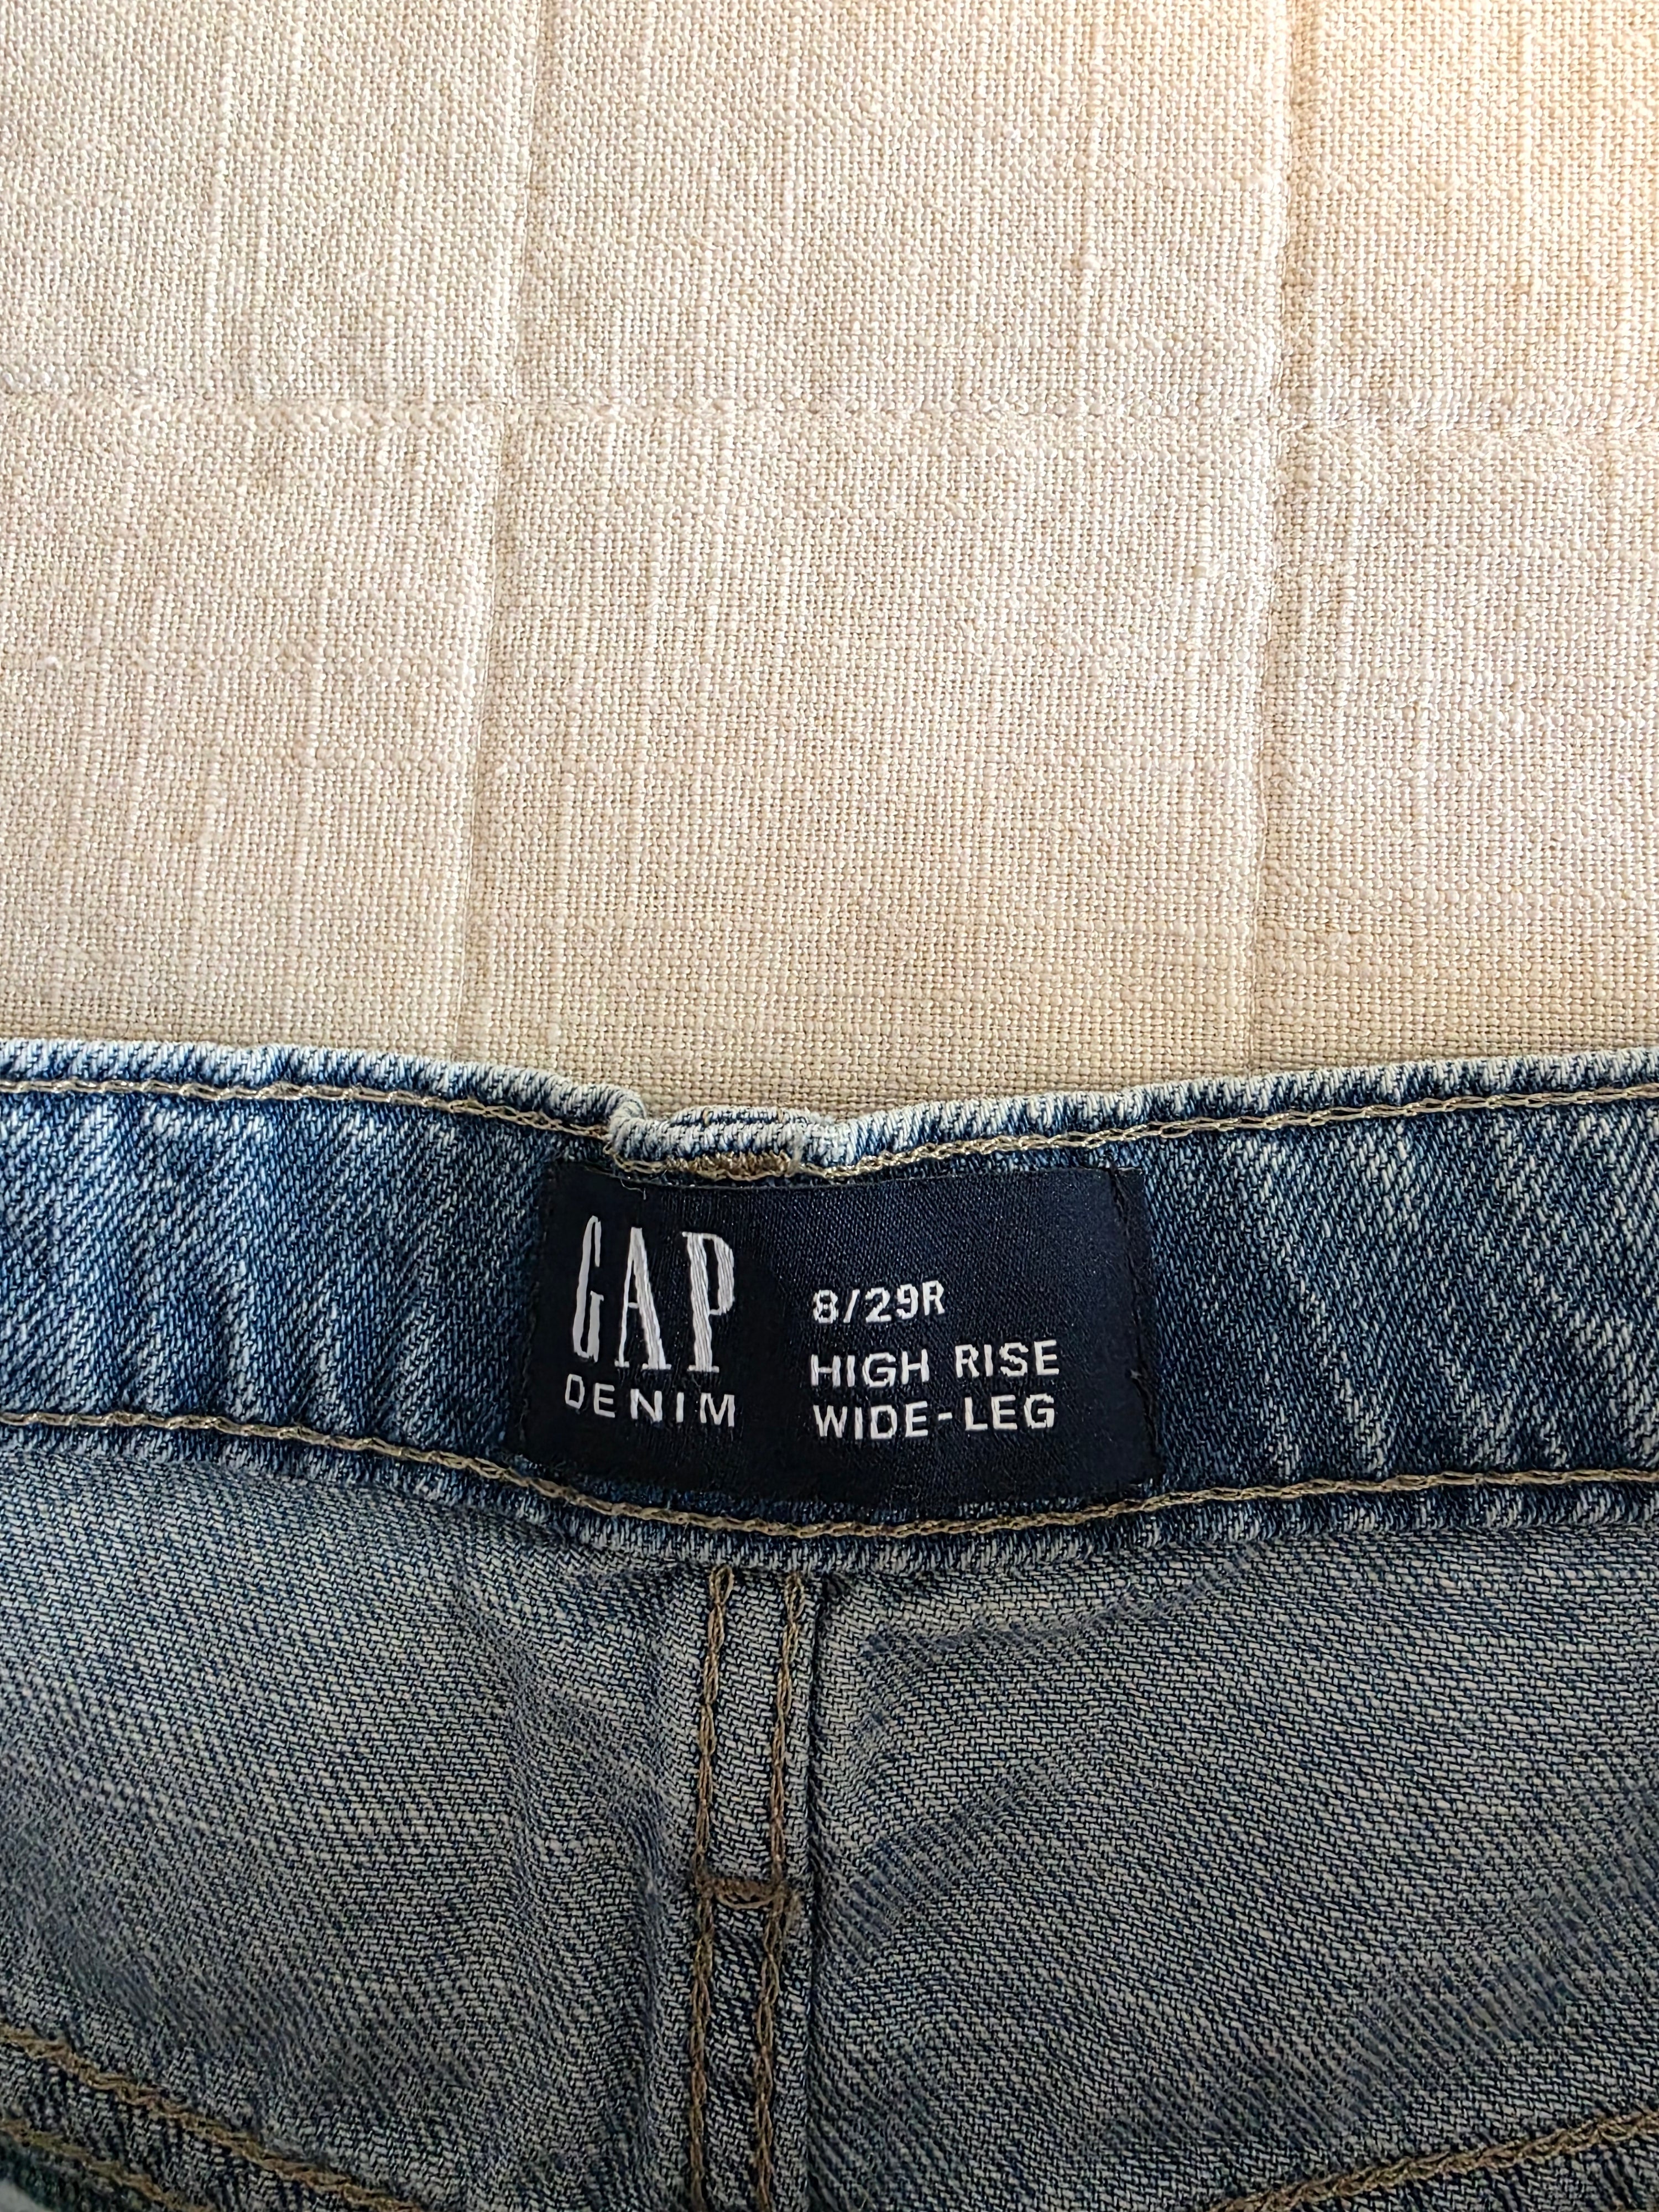 GAP
DENIM
8/29R
HIGH RISE
WIDE-LEG